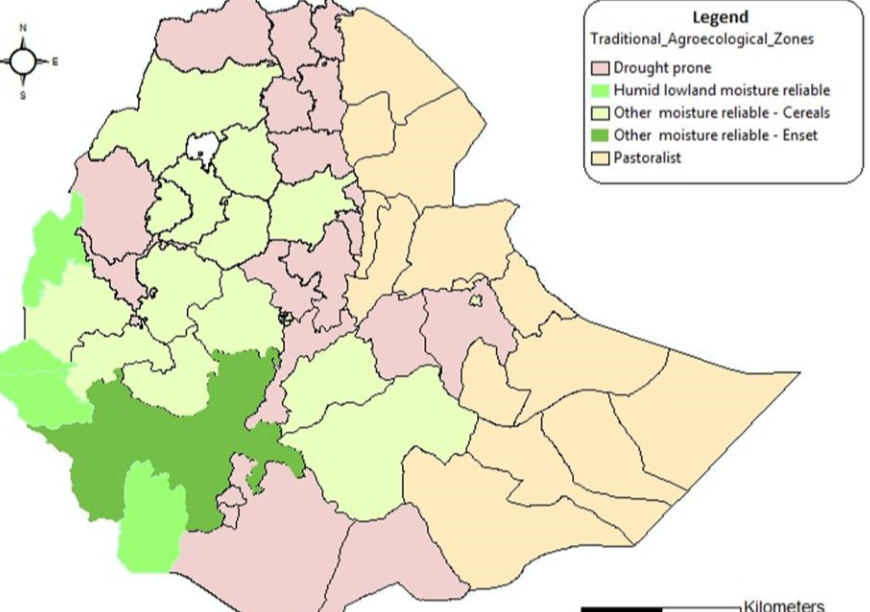 N
E
S
Legend
Traditional_Agroecological_Zones
Drought prone
Humid lowland moisture reliable
Other moisture reliable - Cereals
Other moisture reliable - Enset
Pastoralist
Kilometers